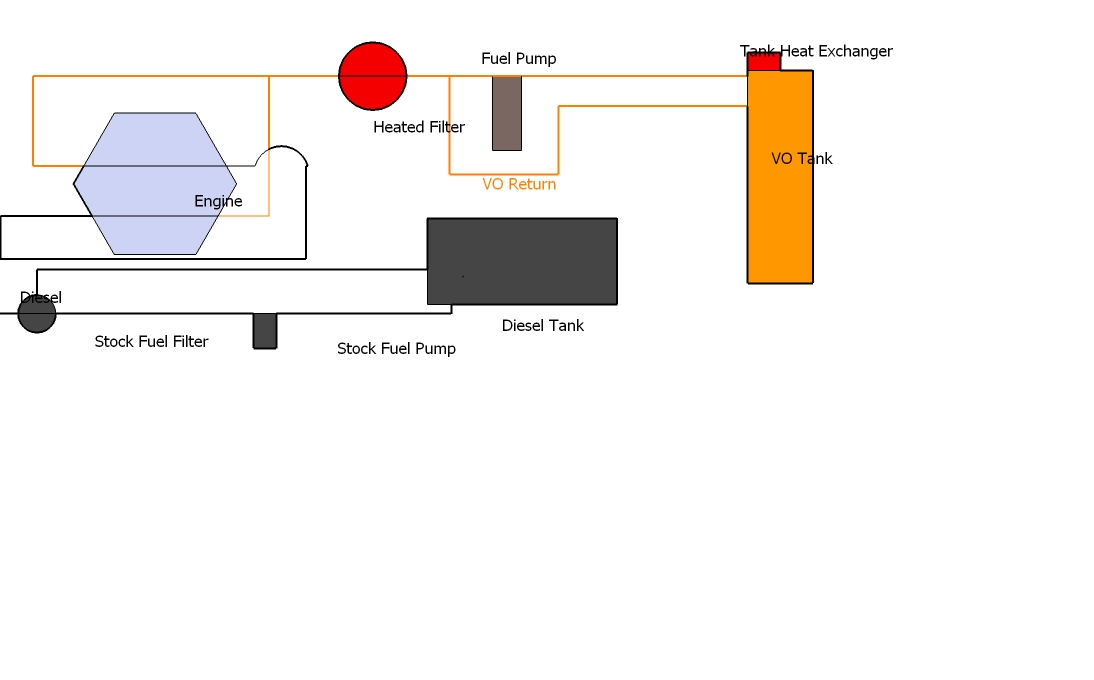 Tank Heat Exchanger
Fuel Pump
Heated Filter
VO Tank
VO Return
Engine
Diesel
Diesel Tank
Stock Fuel Filter
Stock Fuel Pump